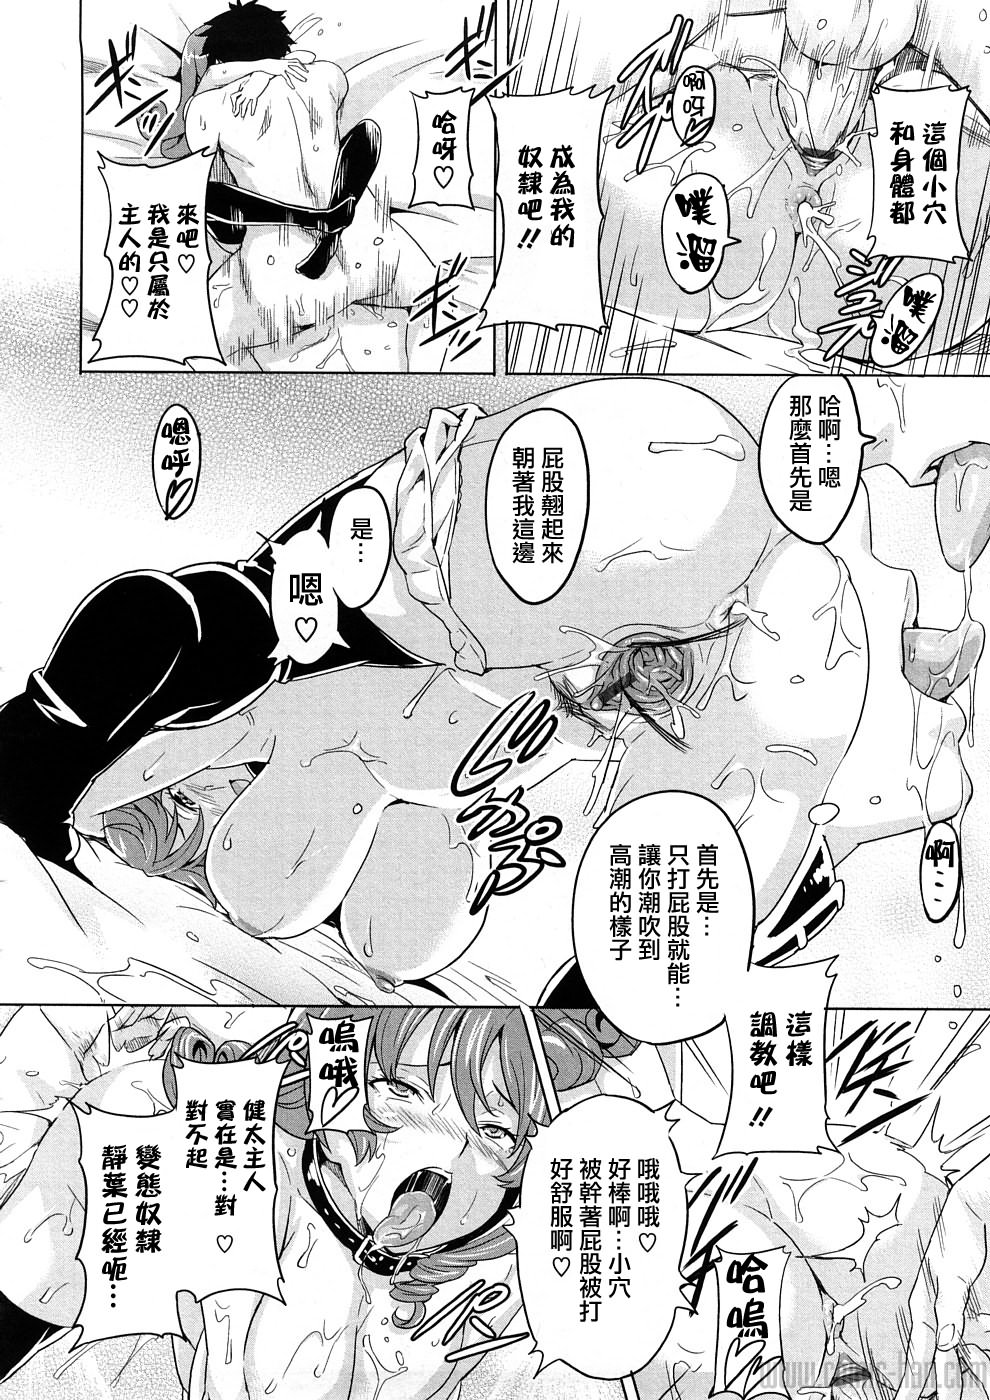 這個小穴
和身體都
啊
呀♡
噗
溜
噗
溜
成為我的
奴隸吧!!
哈
呀♡
來吧♡
我是只屬於
主人的♡♡
哈啊…嗯
那麼首先是
屁股翹起來
朝著我這邊
是…
嗯♡
嗯呼♡
啊…
首先是…
只打屁股就能…
讓你潮吹到
高潮的樣子
這樣
調教吧!!
哦哦哦♡
好棒啊…小穴
被幹著屁股被打
好舒服啊♡
哈嗚
嗚哦♡
健太主人
實在是…對
對不起♡
變態奴隸
靜葉已經呃…